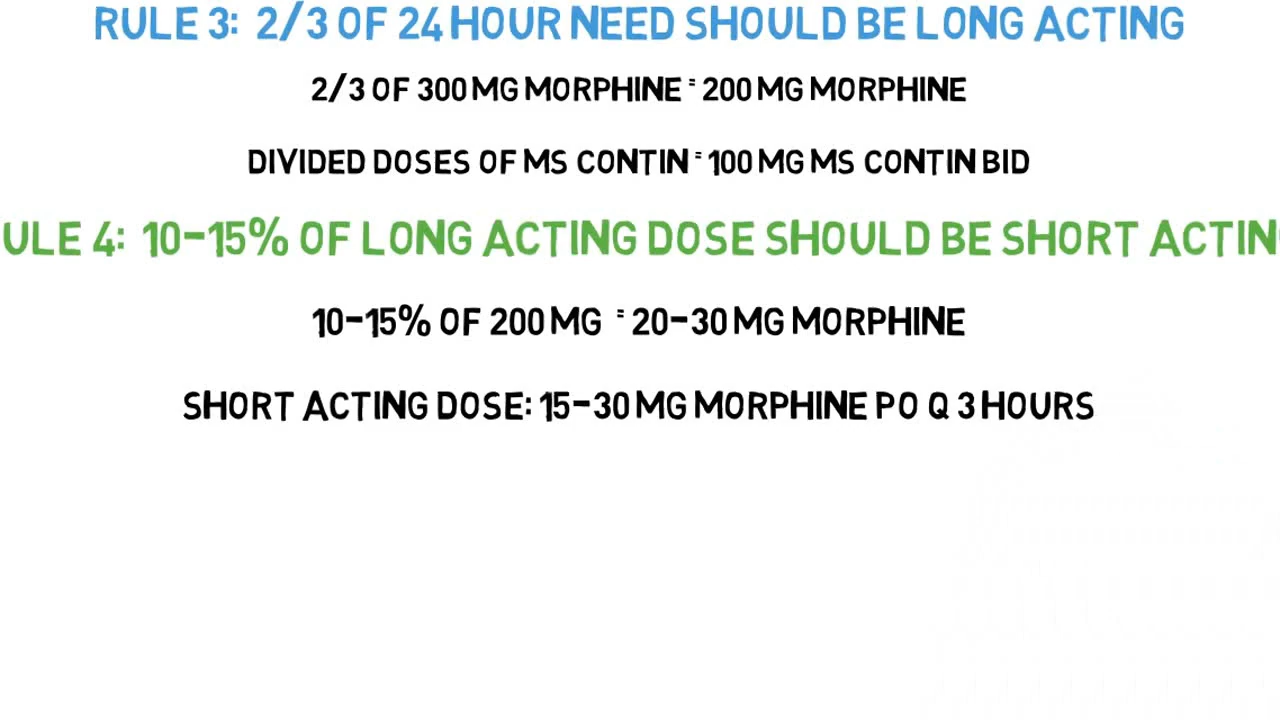 RULE 3: 2/3 OF 24 HOUR NEED SHOULD BE LONG ACTING
2/3 OF 300 MG MORPHINE = 200 MG MORPHINE
DIVIDED DOSES OF MS CONTIN = 100 MG MS CONTIN BID
ULE 4: 10-15% OF LONG ACTING DOSE SHOULD BE SHORT ACTIN
10-15% OF 200 MG = 20-30 MG MORPHINE
SHORT ACTING DOSE: 15-30 MG MORPHINE PO Q 3 HOURS